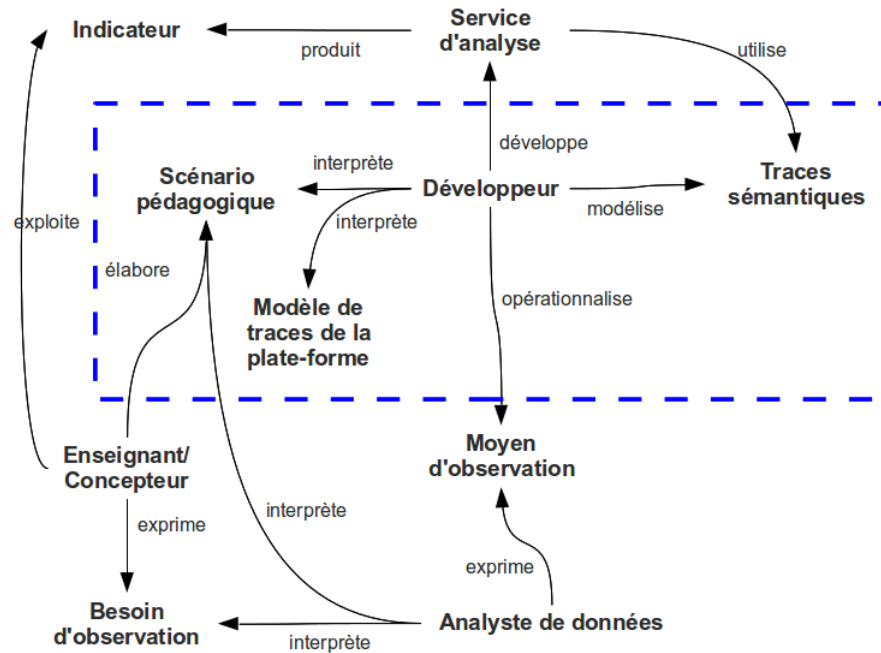 Indicateur
produit
Service
d'analyse
utilise
développe
Scénario
pédagogique
interprète
interprète
Développeur
modélise
Traces
sémantiques
exploite
élabore
Modèle de
traces de la
plate-forme
opérationnalise
Enseignant/
Concepteur
Moyen
d'observation
exprime
interprète
exprime
Besoin
d'observation
interprète
Analyste de données